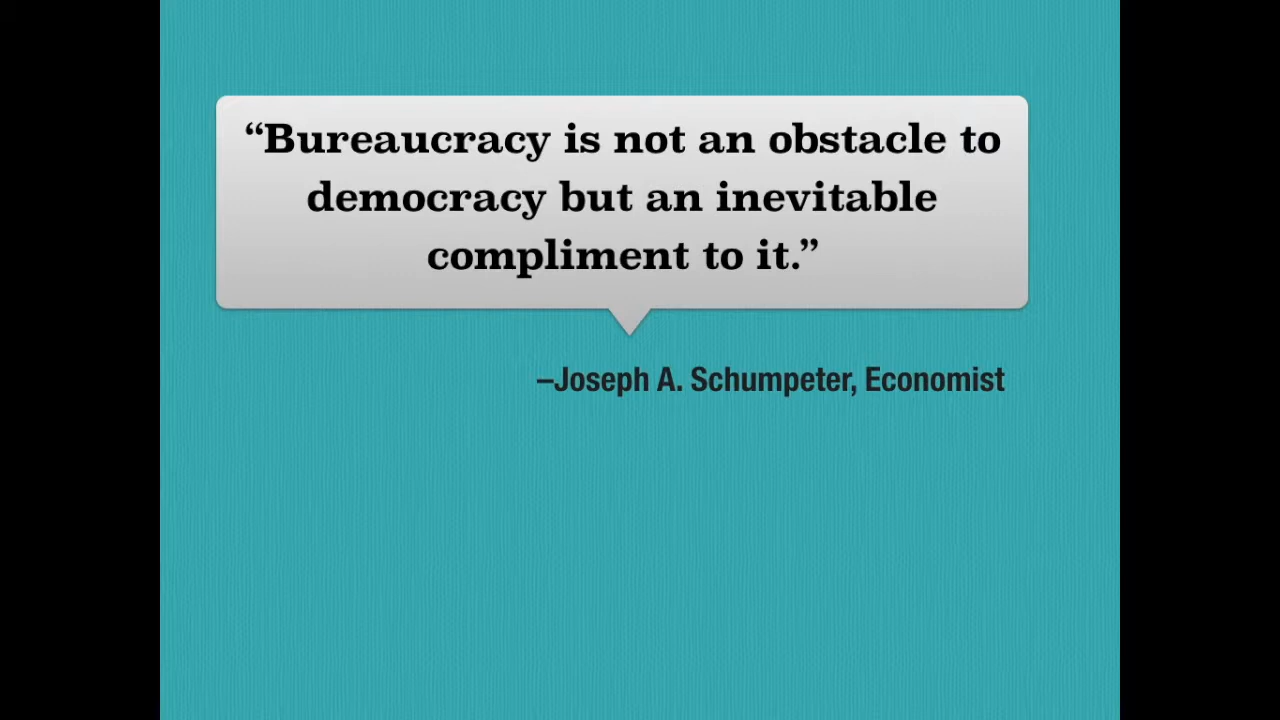 “Bureaucracy is not an obstacle to
democracy but an inevitable
compliment to it.”
–Joseph A. Schumpeter, Economist